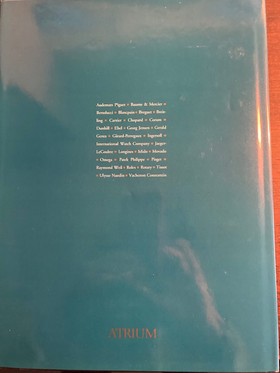 Audemars Piguet • Baume & Mercier •
Bertolucci • Blancpain • Breguet • Breit-
ling • Cartier • Chopard • Corum •
Dunhill • Ebel • Georg Jensen • Gerald
Genta • Girard-Perregaux • Ingersoll •
International Watch Company • Jaeger-
LeCoultre • Longines • Mido • Movado
• Omega • Patek Philippe • Piaget •
Raymond Weil • Rolex • Rotary • Tissot
• Ulysse Nardin • Vacheron Constantin
ATRIUM